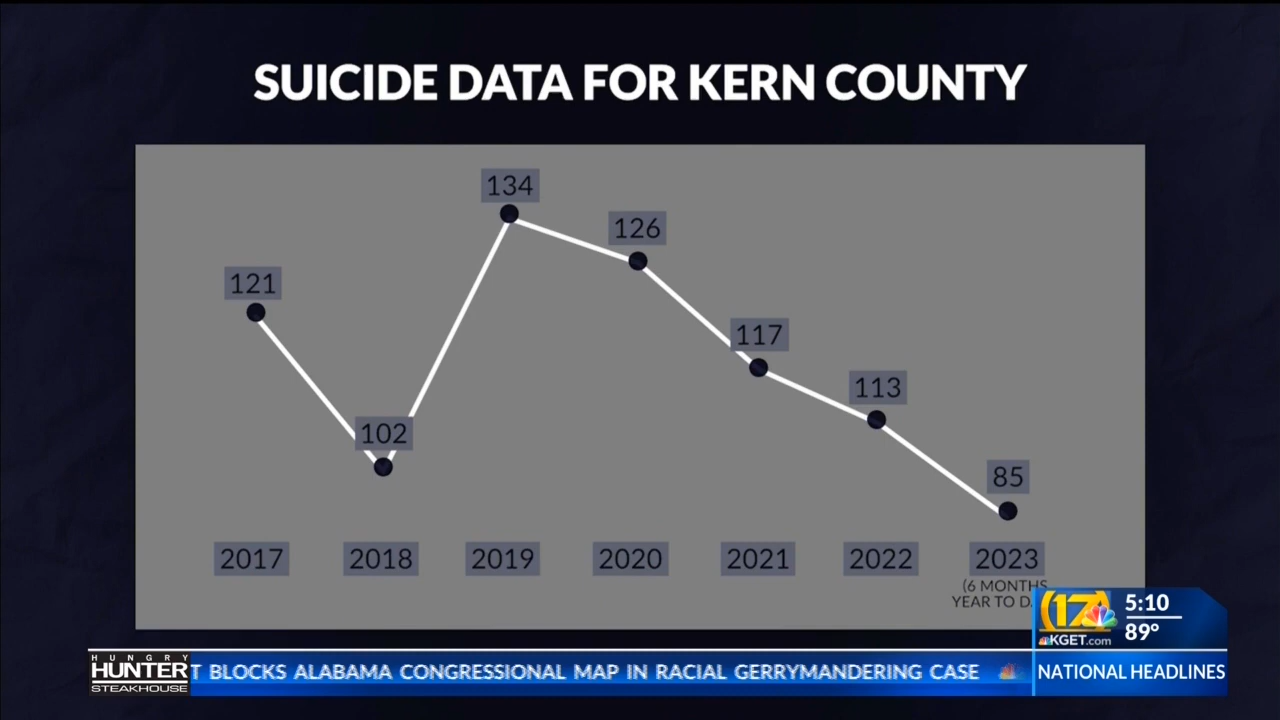 SUICIDE DATA FOR KERN COUNTY
134
126
121
117
113
102
85
2017 2018 2019 2020 2021 2022 2023
(6 MONTHS
YEAR TO D
17
KGET.com
5:10
89°
HUNGRY
HUNTER
STEAKHOUSE
T BLOCKS ALABAMA CONGRESSIONAL MAP IN RACIAL GERRYMANDERING CASE
NATIONAL HEADLINES